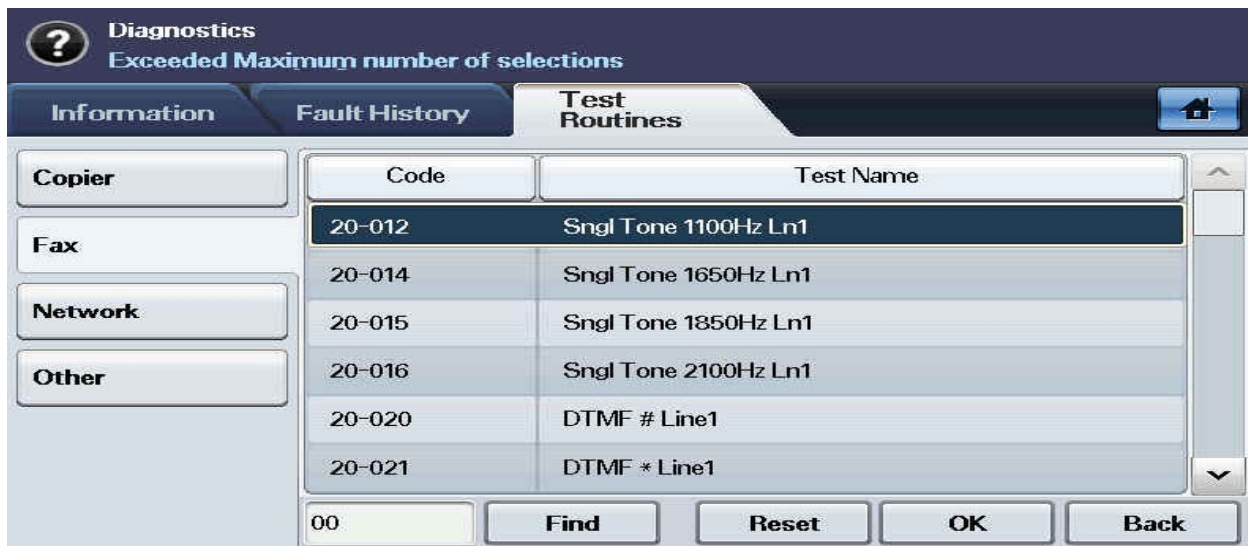 ?
Diagnostics
Exceeded Maximum number of selections
Information
Fault History
Test
Routines
Copier
Fax
Network
Other
Code Test Name
20-012 Sngl Tone 1100Hz Ln1
20-014 Sngl Tone 1650Hz Ln1
20-015 Sngl Tone 1850Hz Ln1
20-016 Sngl Tone 2100Hz Ln1
20-020 DTMF # Line1
20-021 DTMF * Line1
00
Find
Reset
OK
Back